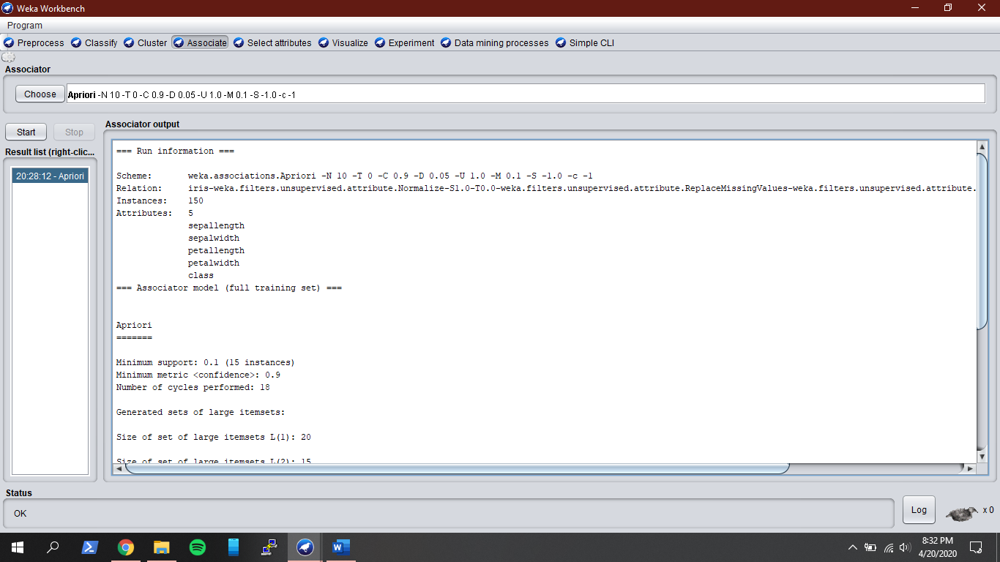 Weka Workbench
Program
Preprocess Classify Cluster Associate Select attributes Visualize Experiment Data mining processes Simple CLI
Associator
Choose Apriori -N 10 -T 0 -C 0.9 -D 0.05 -U 1.0 -M 0.1 -S -1.0 -c -1
Start Stop
Result list (right-clic...
20:28:12 - Apriori
Associator output
=== Run information ===
Scheme: weka.associations.Apriori -N 10 -T 0 -C 0.9 -D 0.05 -U 1.0 -M 0.1 -S -1.0 -c -1
Relation: iris-weka.filters.unsupervised.attribute.Normalize-S1.0-T0.0-weka.filters.unsupervised.attribute.ReplaceMissingValues-weka.filters.unsupervised.attribute.
Instances: 150
Attributes: 5
sepallength
sepalwidth
petallength
petalwidth
class
=== Associator model (full training set) ===
Apriori
=======
Minimum support: 0.1 (15 instances)
Minimum metric <confidence>: 0.9
Number of cycles performed: 18
Generated sets of large itemsets:
Size of set of large itemsets L(1): 20
Size of set of large itemsets L(2): 15
Status
OK
Log
x 0
8:32 PM
4/20/2020